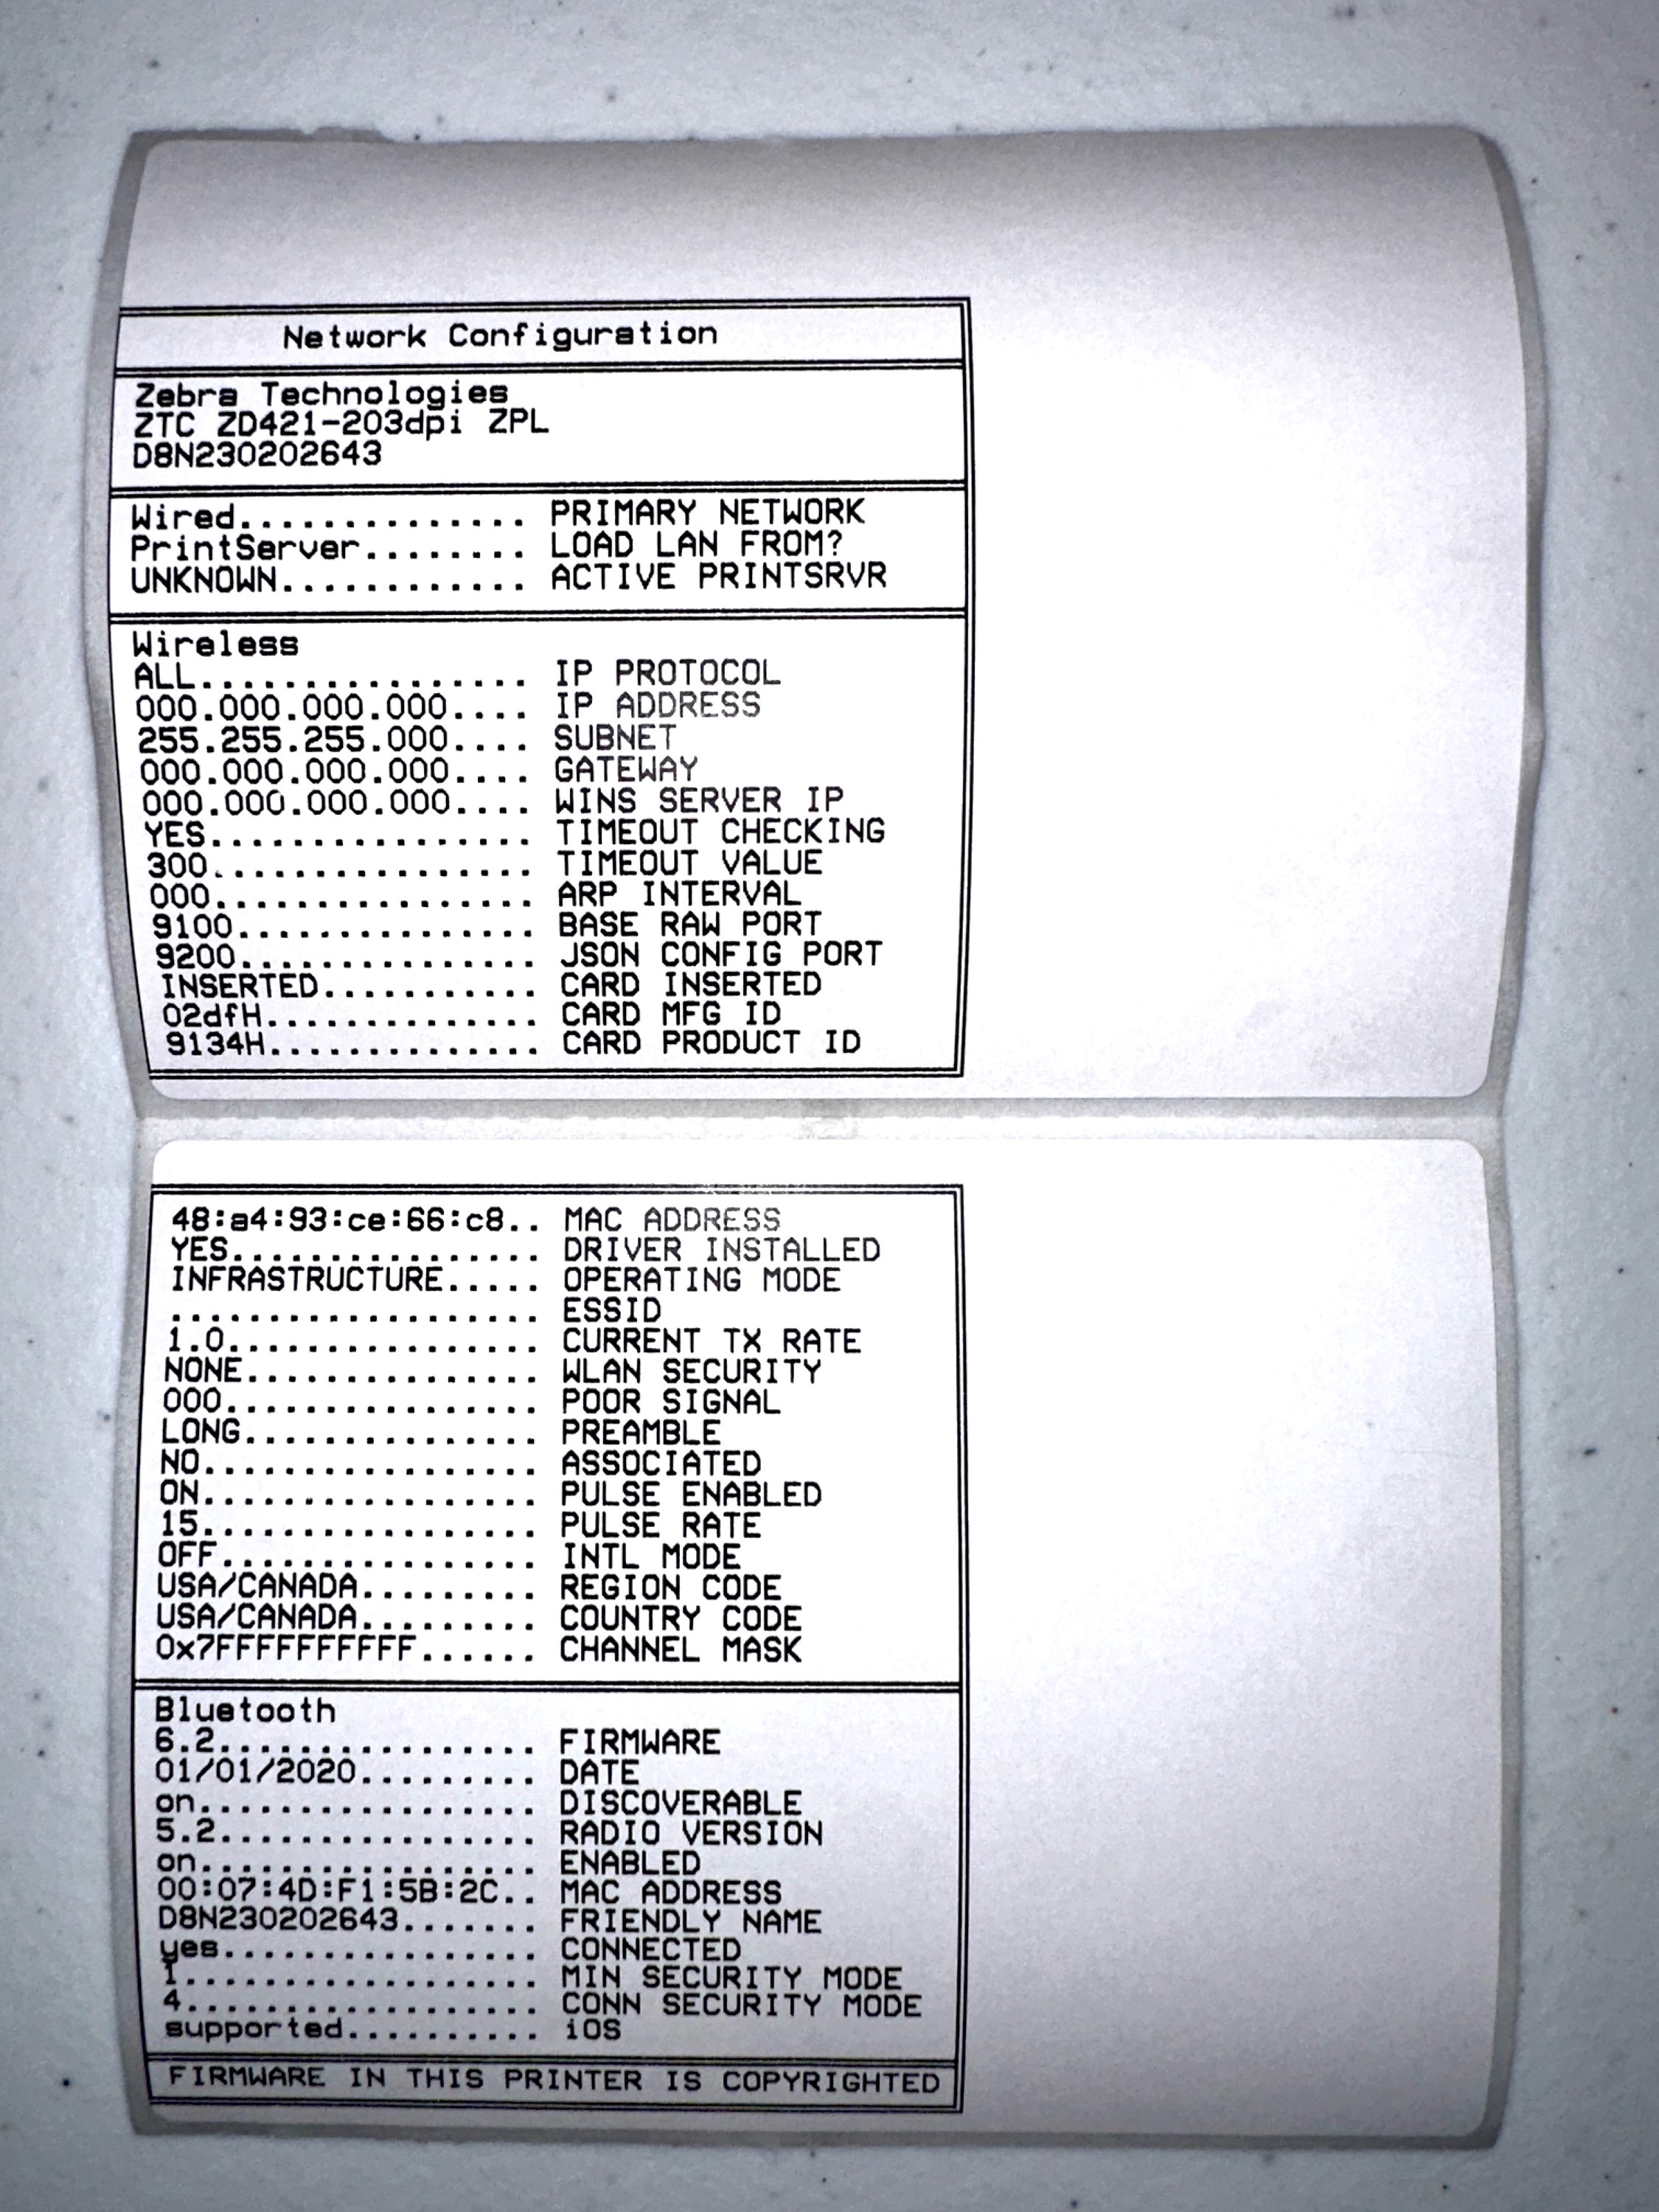 Network Configuration
Zebra Technologies
ZTC ZD421-203dpi ZPL
D8N230202643
Wired.............. PRIMARY NETWORK
PrintServer........ LOAD LAN FROM?
UNKNOWN............ ACTIVE PRINTSRVR
Wireless
ALL................ IP PROTOCOL
000.000.000.000.... IP ADDRESS
255.255.255.000.... SUBNET
000.000.000.000.... GATEWAY
000.000.000.000.... WINS SERVER IP
YES................ TIMEOUT CHECKING
300................ TIMEOUT VALUE
000................ ARP INTERVAL
9100............... BASE RAW PORT
9200............... JSON CONFIG PORT
INSERTED........... CARD INSERTED
02dfH.............. CARD MFG ID
9134H.............. CARD PRODUCT ID
48:a4:93:ce:66:c8.. MAC ADDRESS
YES................ DRIVER INSTALLED
INFRASTRUCTURE..... OPERATING MODE
................... ESSID
1.0................ CURRENT TX RATE
NONE............... WLAN SECURITY
000................ POOR SIGNAL
LONG............... PREAMBLE
NO................. ASSOCIATED
ON................. PULSE ENABLED
15................. PULSE RATE
OFF................ INTL MODE
USA/CANADA......... REGION CODE
USA/CANADA......... COUNTRY CODE
0x7FFFFFFFFFF...... CHANNEL MASK
Bluetooth
6.2................ FIRMWARE
01/01/2020......... DATE
on................. DISCOVERABLE
5.2................ RADIO VERSION
on................. ENABLED
00:07:4D:F1:5B:2C.. MAC ADDRESS
D8N230202643....... FRIENDLY NAME
yes................ CONNECTED
1.................. MIN SECURITY MODE
4.................. CONN SECURITY MODE
supported.......... iOS
FIRMWARE IN THIS PRINTER IS COPYRIGHTED